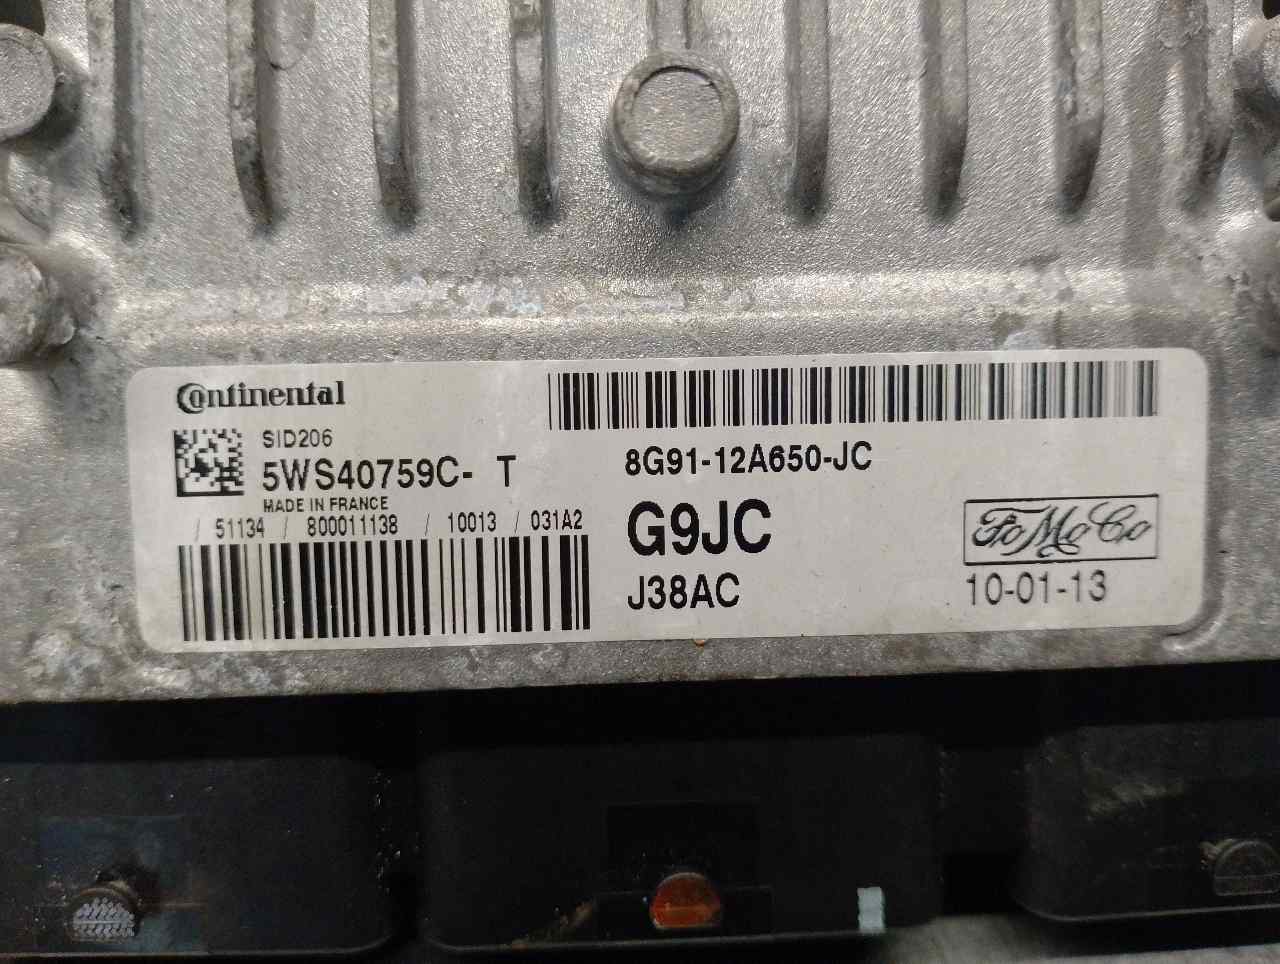 Continental
SID206
5WS40759C- T
MADE IN FRANCE
/ 51134 / 800011138 / 10013 / 031A2
8G91-12A650-JC
G9JC
J38AC
FoMoCo
10-01-13